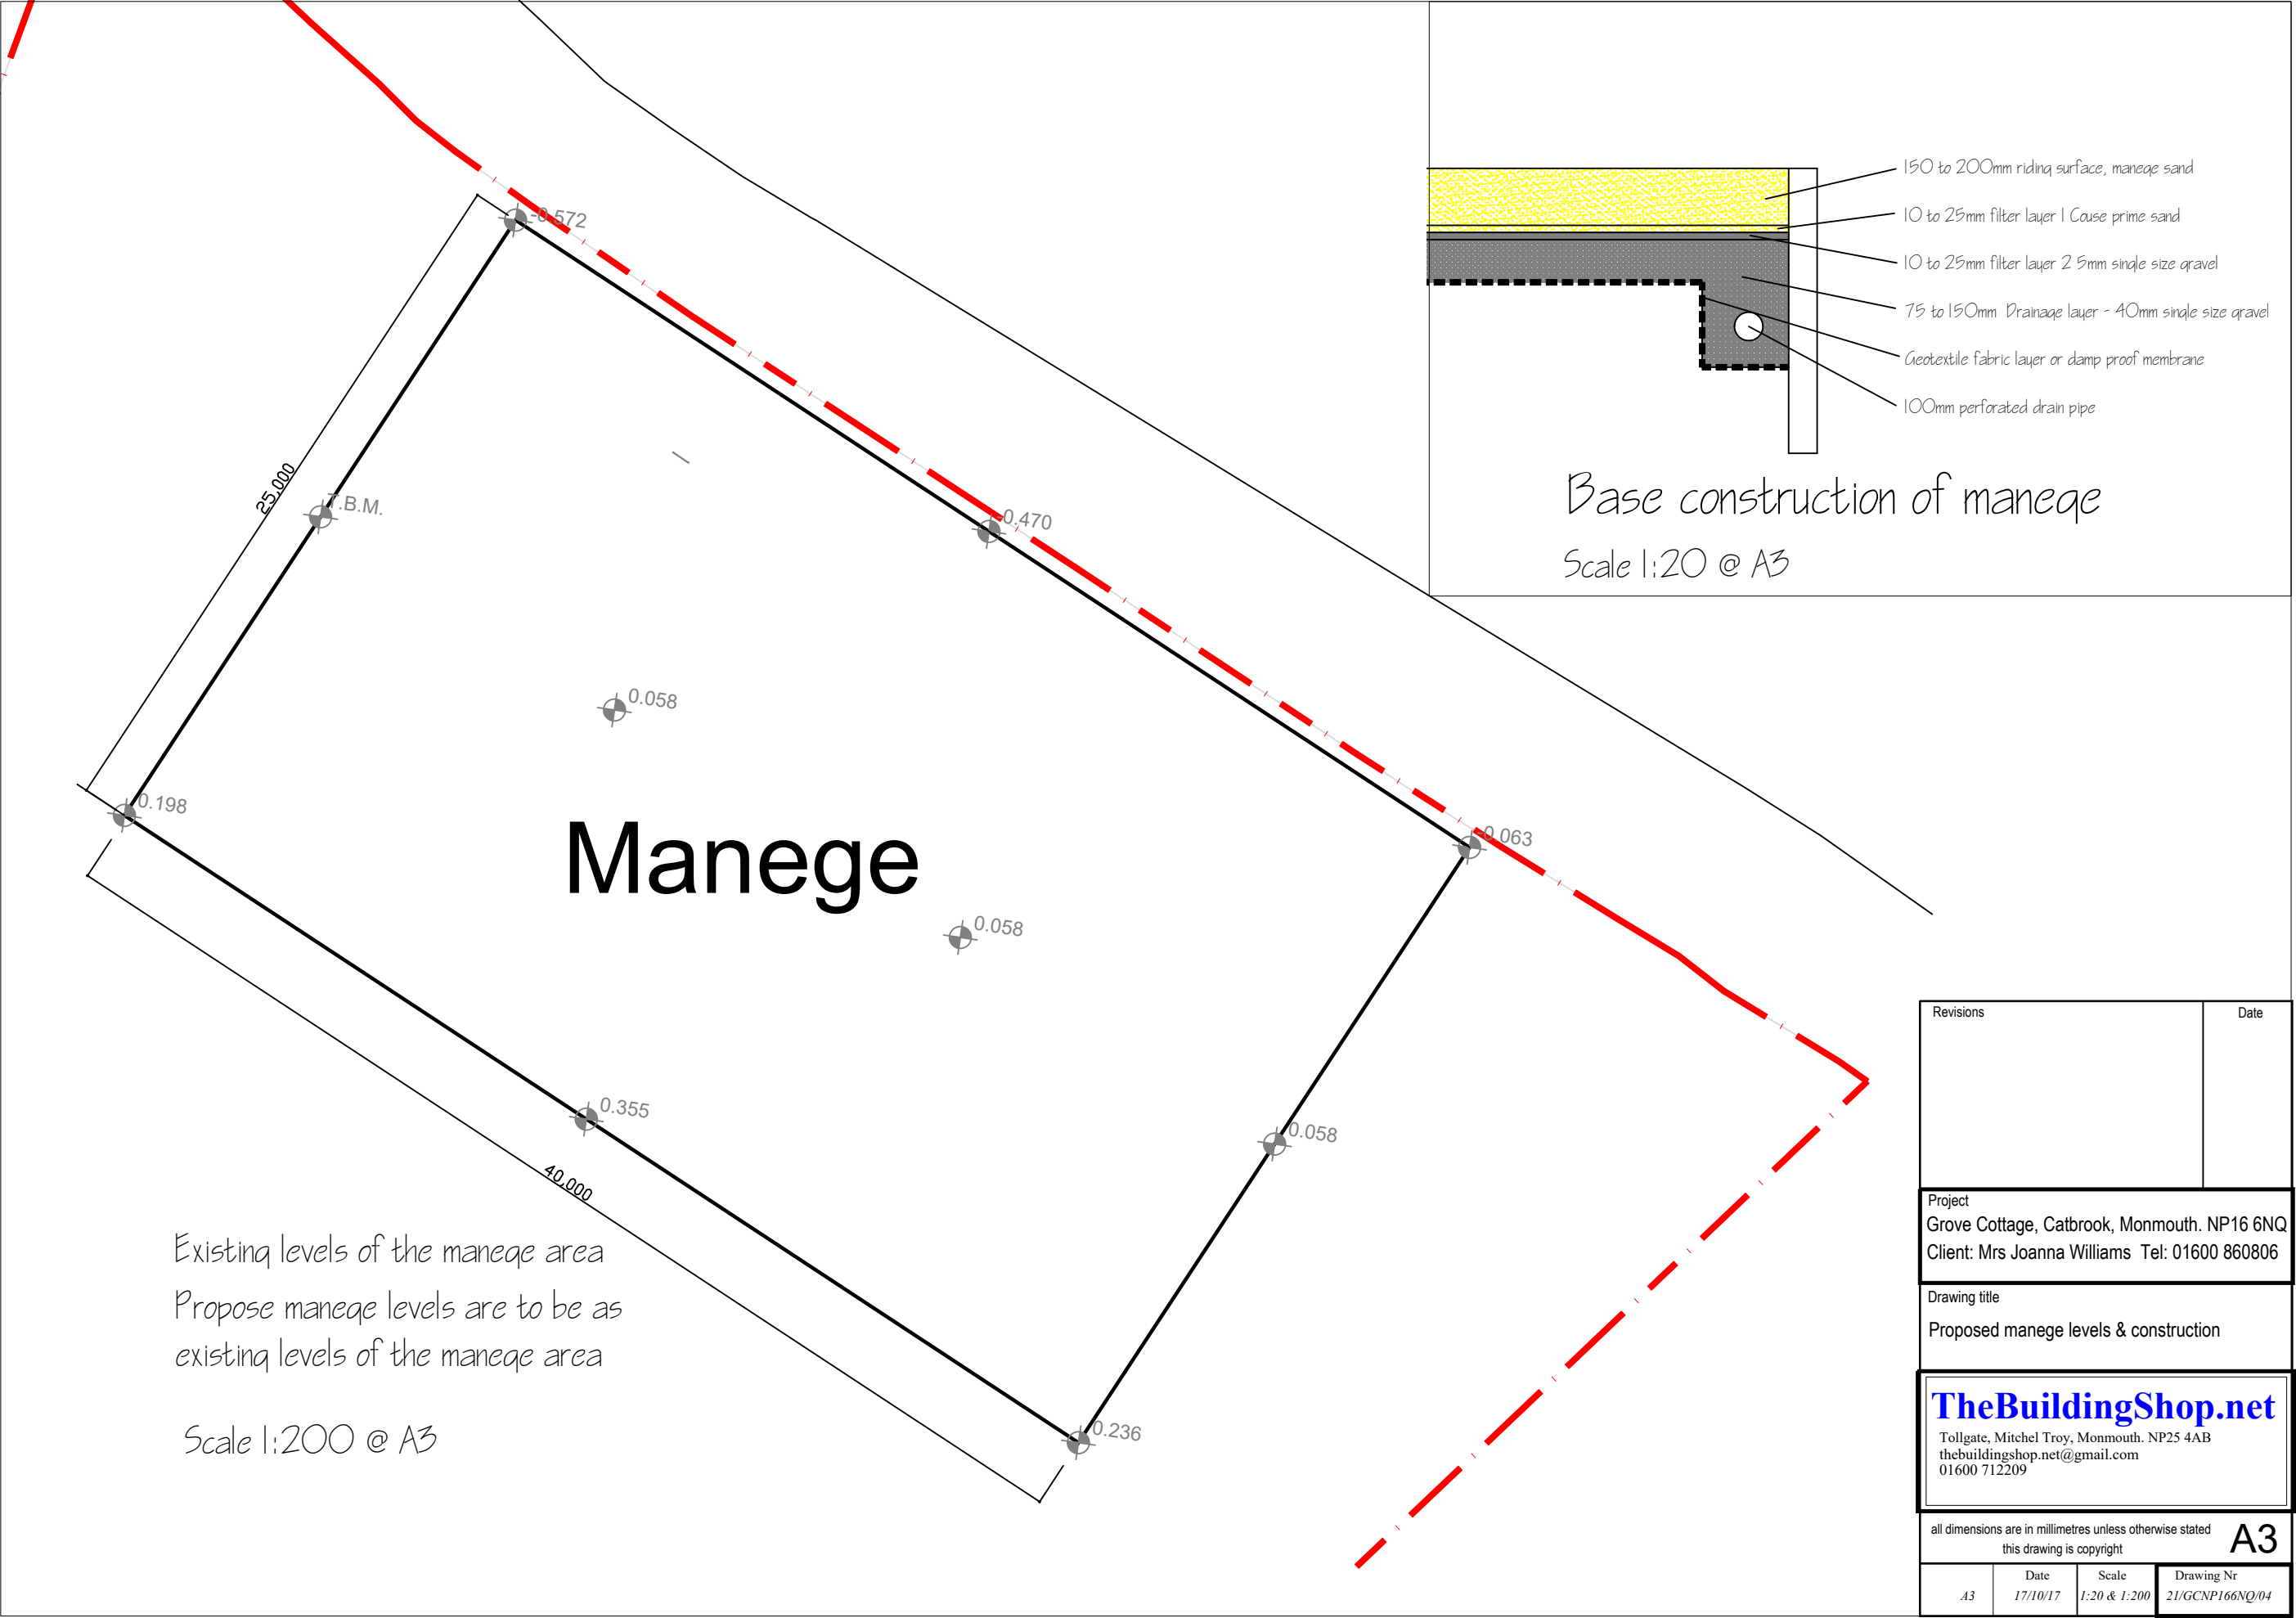 150 to 200mm riding surface, manege sand
10 to 25mm filter layer 1 Couse prime sand
10 to 25mm filter layer 2 5mm single size gravel
75 to 150mm Drainage layer - 40mm single size gravel
Geotextile fabric layer or damp proof membrane
100mm perforated drain pipe
Base construction of manege
Scale 1:20 @ A3
-0.572
25,000
T.B.M.
0.470
0.058
0.198
Manege
0.063
0.058
0.355
0.058
40,000
0.236
Existing levels of the manege area
Propose manege levels are to be as
existing levels of the manege area
Scale 1:200 @ A3
Revisions Date
Project
Grove Cottage, Catbrook, Monmouth. NP16 6NQ
Client: Mrs Joanna Williams Tel: 01600 860806
Drawing title
Proposed manege levels & construction
TheBuildingShop.net
Tollgate, Mitchel Troy, Monmouth. NP25 4AB
thebuildingshop.net@gmail.com
01600 712209
all dimensions are in millimetres unless otherwise stated
this drawing is copyright
A3
Date Scale Drawing Nr
A3 17/10/17 1:20 & 1:200 21/GCNP166NQ/04